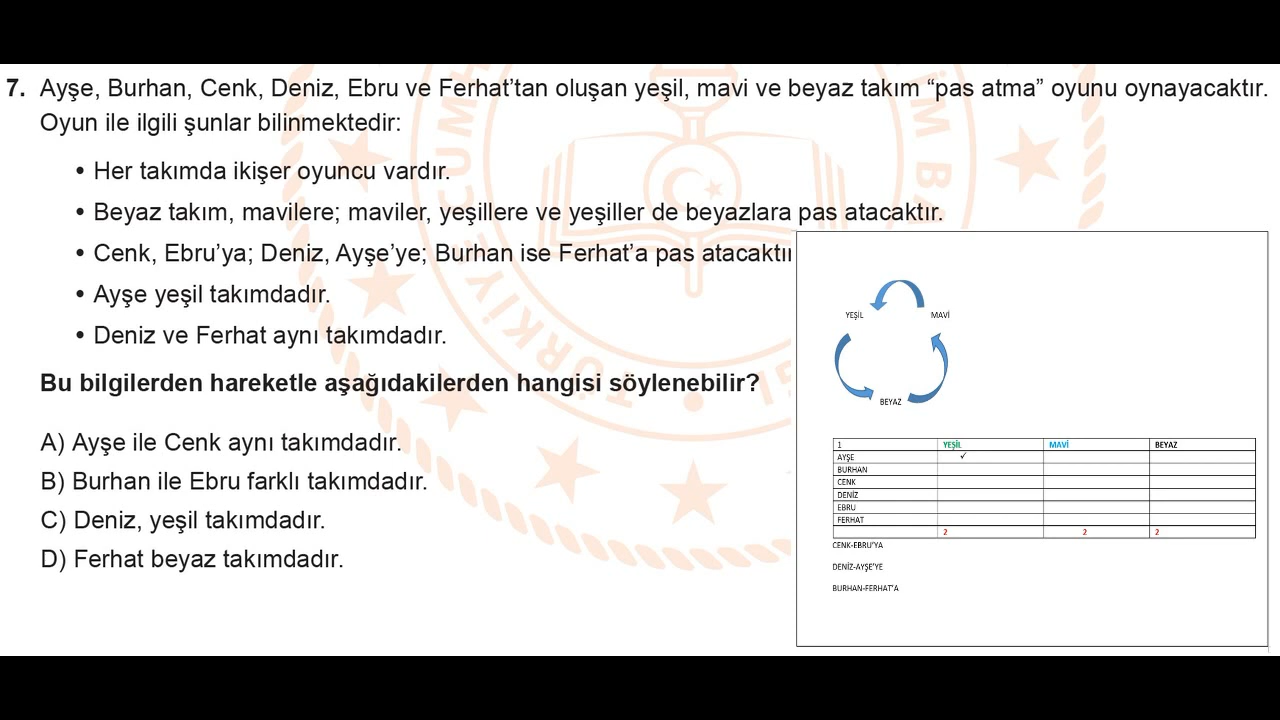 7. Ayşe, Burhan, Cenk, Deniz, Ebru ve Ferhat'tan oluşan yeşil, mavi ve beyaz takım “pas atma” oyunu oynayacaktır.
Oyun ile ilgili şunlar bilinmektedir:
• Her takımda ikişer oyuncu vardır.
• Beyaz takım, mavilere; maviler, yeşillere ve yeşiller de beyazlara pas atacaktır.
• Cenk, Ebru'ya; Deniz, Ayşe'ye; Burhan ise Ferhat'a pas atacaktır
• Ayşe yeşil takımdadır.
• Deniz ve Ferhat aynı takımdadır.
Bu bilgilerden hareketle aşağıdakilerden hangisi söylenebilir?
A) Ayşe ile Cenk aynı takımdadır.
B) Burhan ile Ebru farklı takımdadır.
C) Deniz, yeşil takımdadır.
D) Ferhat beyaz takımdadır.
YEŞİL MAVİ
BEYAZ
1 YEŞİL MAVİ BEYAZ
AYŞE ✓
BURHAN
CENK
DENİZ
EBRU
FERHAT
2 2 2
CENK-EBRU'YA
DENİZ-AYŞE'YE
BURHAN-FERHAT'A